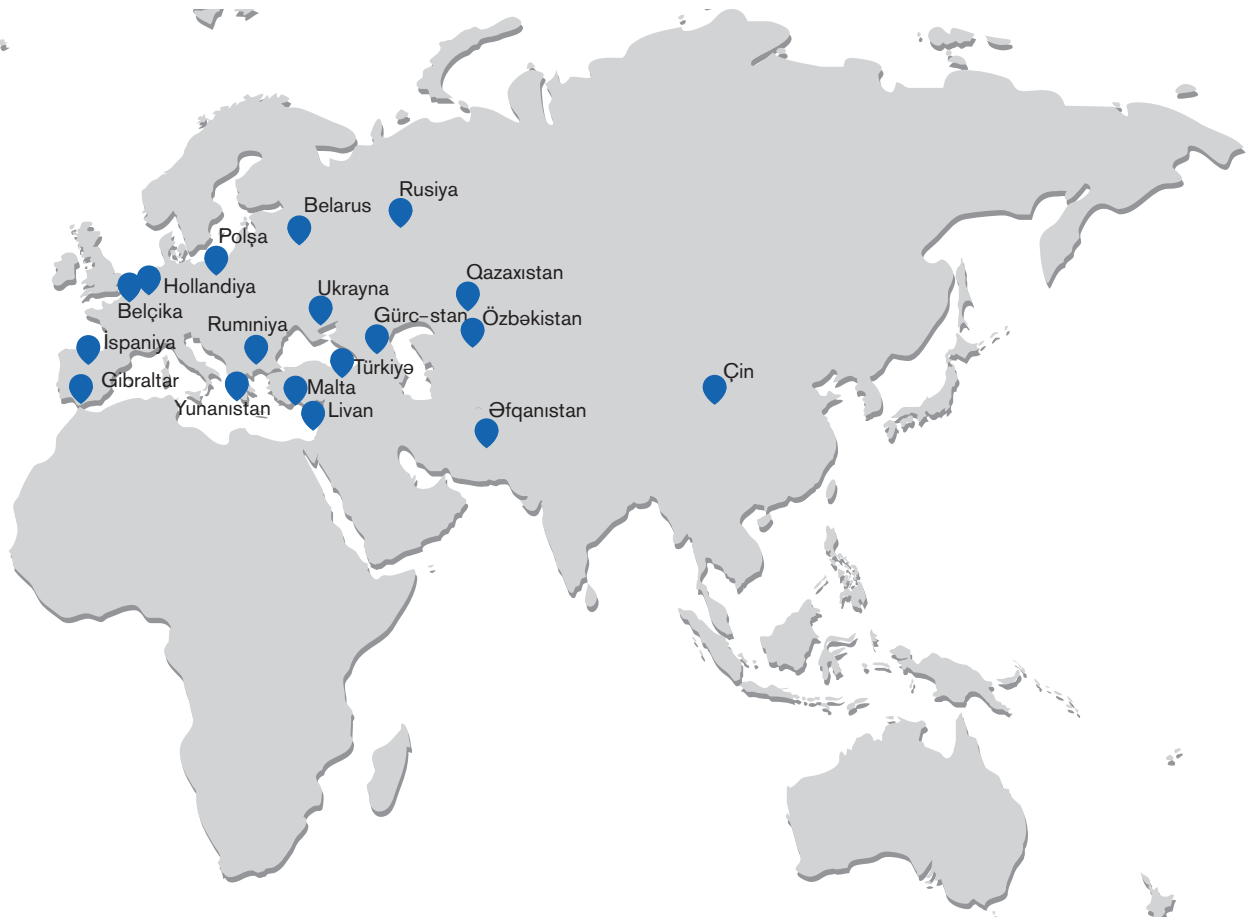 Rusiya
Belarus
Polşa
Qazaxıstan
Hollandiya
Ukrayna
Belçika
Gürc–stan
Özbəkistan
Rumıniya
İspaniya
Türkiyə
Çin
Gibraltar
Malta
Yunanıstan
Livan
Əfqanıstan